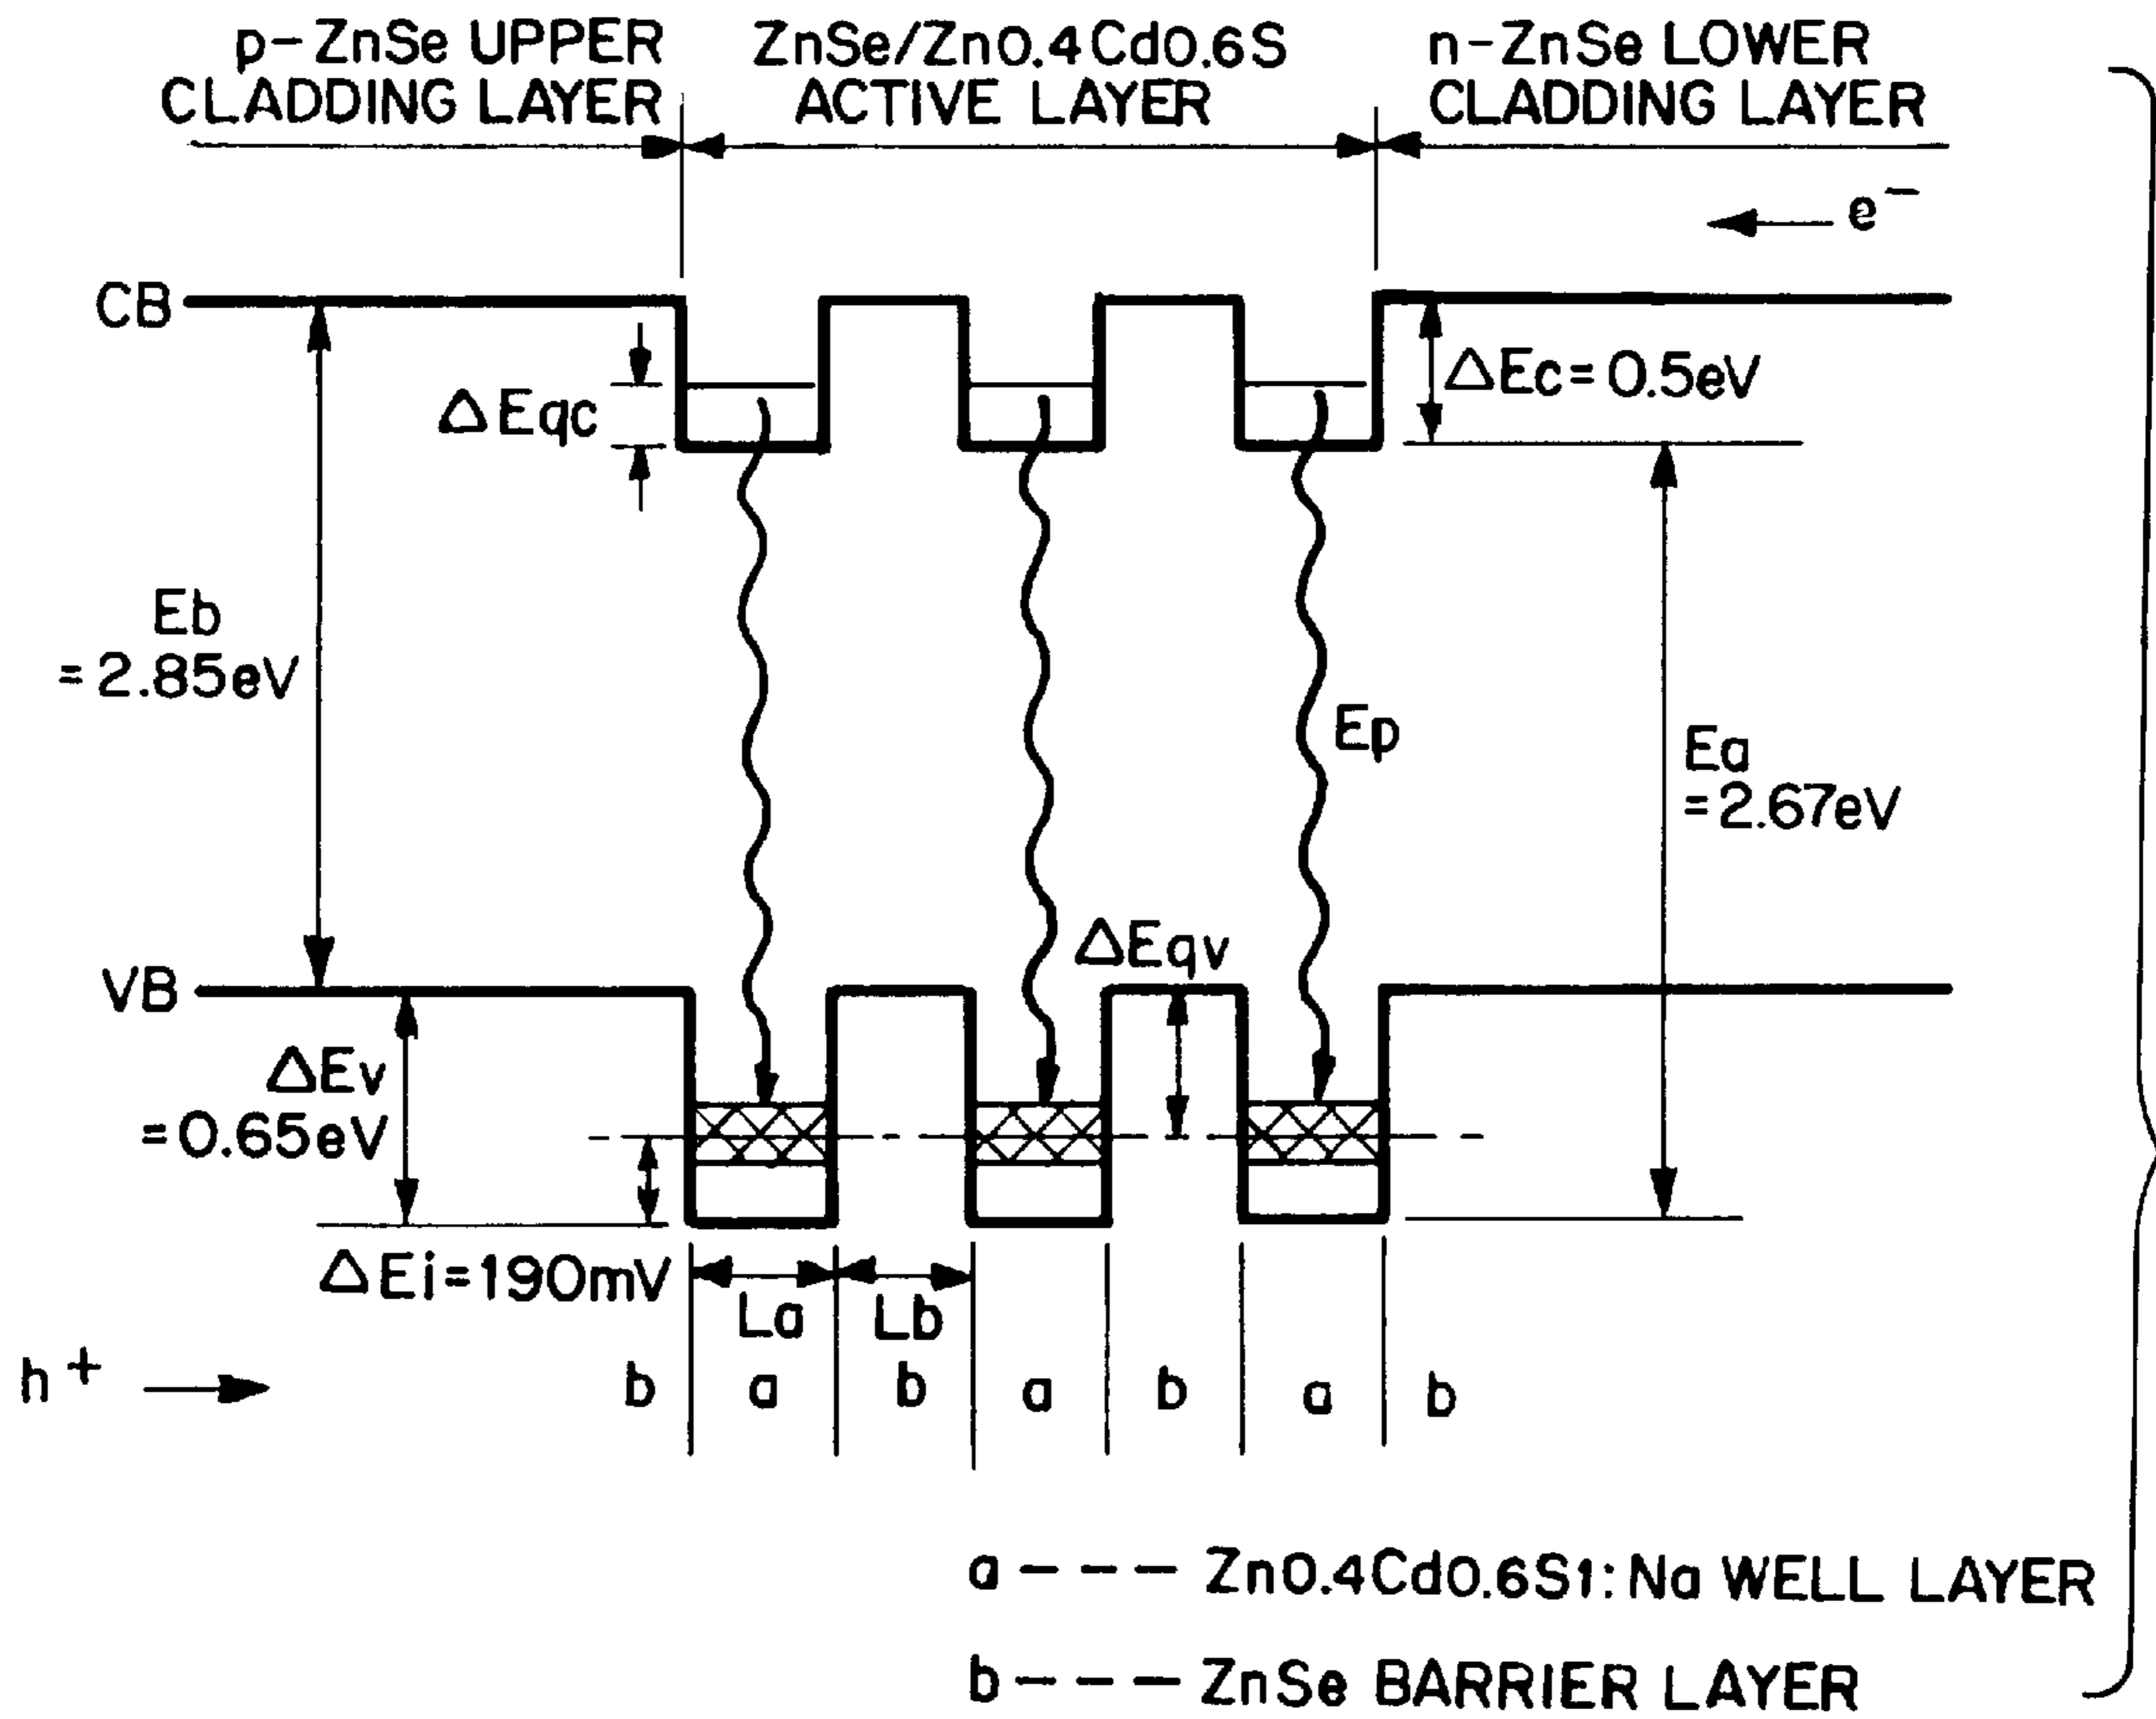 p-ZnSe UPPER
CLADDING LAYER
ZnSe/Zn0.4Cd0.6S
ACTIVE LAYER
n-ZnSe LOWER
CLADDING LAYER
e⁻
CB
ΔEqc
ΔEc=0.5eV
Eb
=2.85eV
Ep
Ea
=2.67eV
ΔEqv
VB
ΔEv
=0.65eV
ΔEi=190mV
La
Lb
h⁺
b a b a b a b
a --- Zn0.4Cd0.6S1:Na WELL LAYER
b --- ZnSe BARRIER LAYER